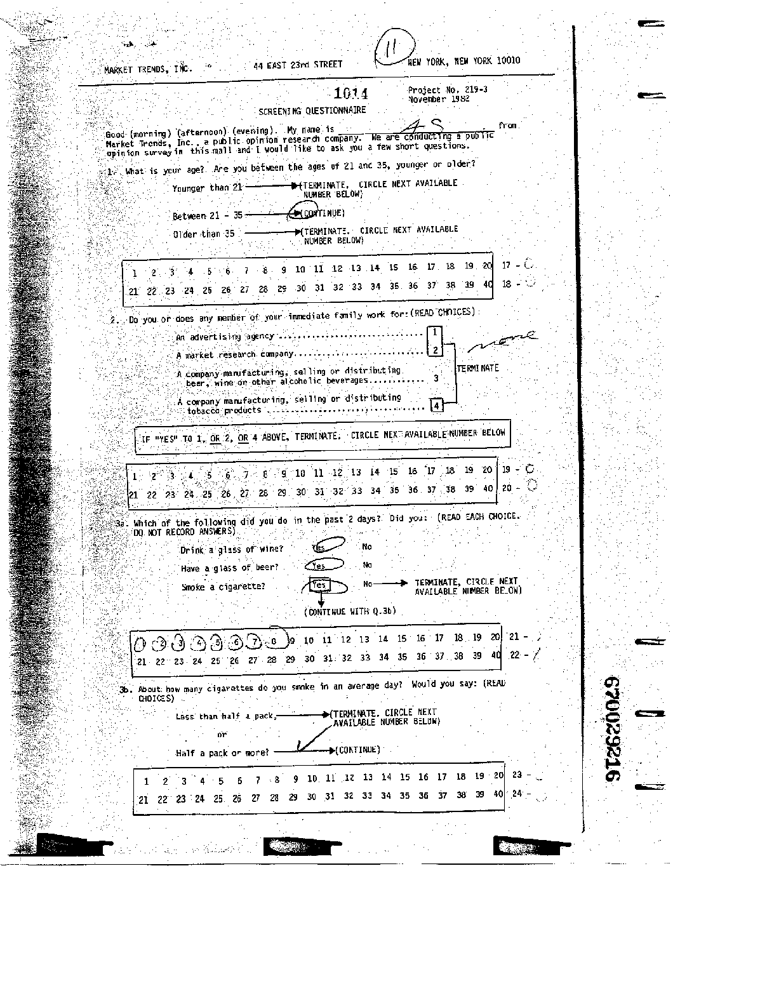 11
MARKET TRENDS, INC. 44 EAST 23rd STREET NEW YORK, NEW YORK 10010
1014 Project No. 219-3
November 1982
SCREENING QUESTIONNAIRE
Good (morning) (afternoon) (evening). My name is AS from
Market Trends, Inc., a public opinion research company. We are conducting a public
opinion survey in this mall and I would like to ask you a few short questions.
1. What is your age? Are you between the ages of 21 and 35, younger or older?
Younger than 21 (TERMINATE. CIRCLE NEXT AVAILABLE
NUMBER BELOW)
Between 21 - 35 (CONTINUE)
Older than 35 (TERMINATE. CIRCLE NEXT AVAILABLE
NUMBER BELOW)
1 2 3 4 5 6 7 8 9 10 11 12 13 14 15 16 17 18 19 20 17 - 0
21 22 23 24 25 26 27 28 29 30 31 32 33 34 35 36 37 38 39 40 18 - 0
2. Do you or does any member of your immediate family work for: (READ CHOICES)
An advertising agency 1
none
A market research company 2
TERMINATE
A company manufacturing, selling or distributing
beer, wine or other alcoholic beverages 3
A company manufacturing, selling or distributing
tobacco products 4
IF "YES" TO 1, OR 2, OR 4 ABOVE, TERMINATE. CIRCLE NEXT AVAILABLE NUMBER BELOW
1 2 3 4 5 6 7 8 9 10 11 12 13 14 15 16 17 18 19 20 19 - 0
21 22 23 24 25 26 27 28 29 30 31 32 33 34 35 36 37 38 39 40 20 - 0
3a. Which of the following did you do in the past 2 days? Did you: (READ EACH CHOICE.
DO NOT RECORD ANSWERS)
Drink a glass of wine? Yes No
Have a glass of beer? Yes No
Smoke a cigarette? Yes No TERMINATE, CIRCLE NEXT
AVAILABLE NUMBER BELOW)
(CONTINUE WITH Q.3b)
1 2 3 4 5 6 7 8 9 10 11 12 13 14 15 16 17 18 19 20 21 -
21 22 23 24 25 26 27 28 29 30 31 32 33 34 35 36 37 38 39 40 22 - /
3b. About how many cigarettes do you smoke in an average day? Would you say: (READ
CHOICES)
Less than half a pack, (TERMINATE. CIRCLE NEXT
AVAILABLE NUMBER BELOW)
or
Half a pack or more? (CONTINUE)
1 2 3 4 5 6 7 8 9 10 11 12 13 14 15 16 17 18 19 20 23 -
21 22 23 24 25 26 27 28 29 30 31 32 33 34 35 36 37 38 39 40 24 -
670029216